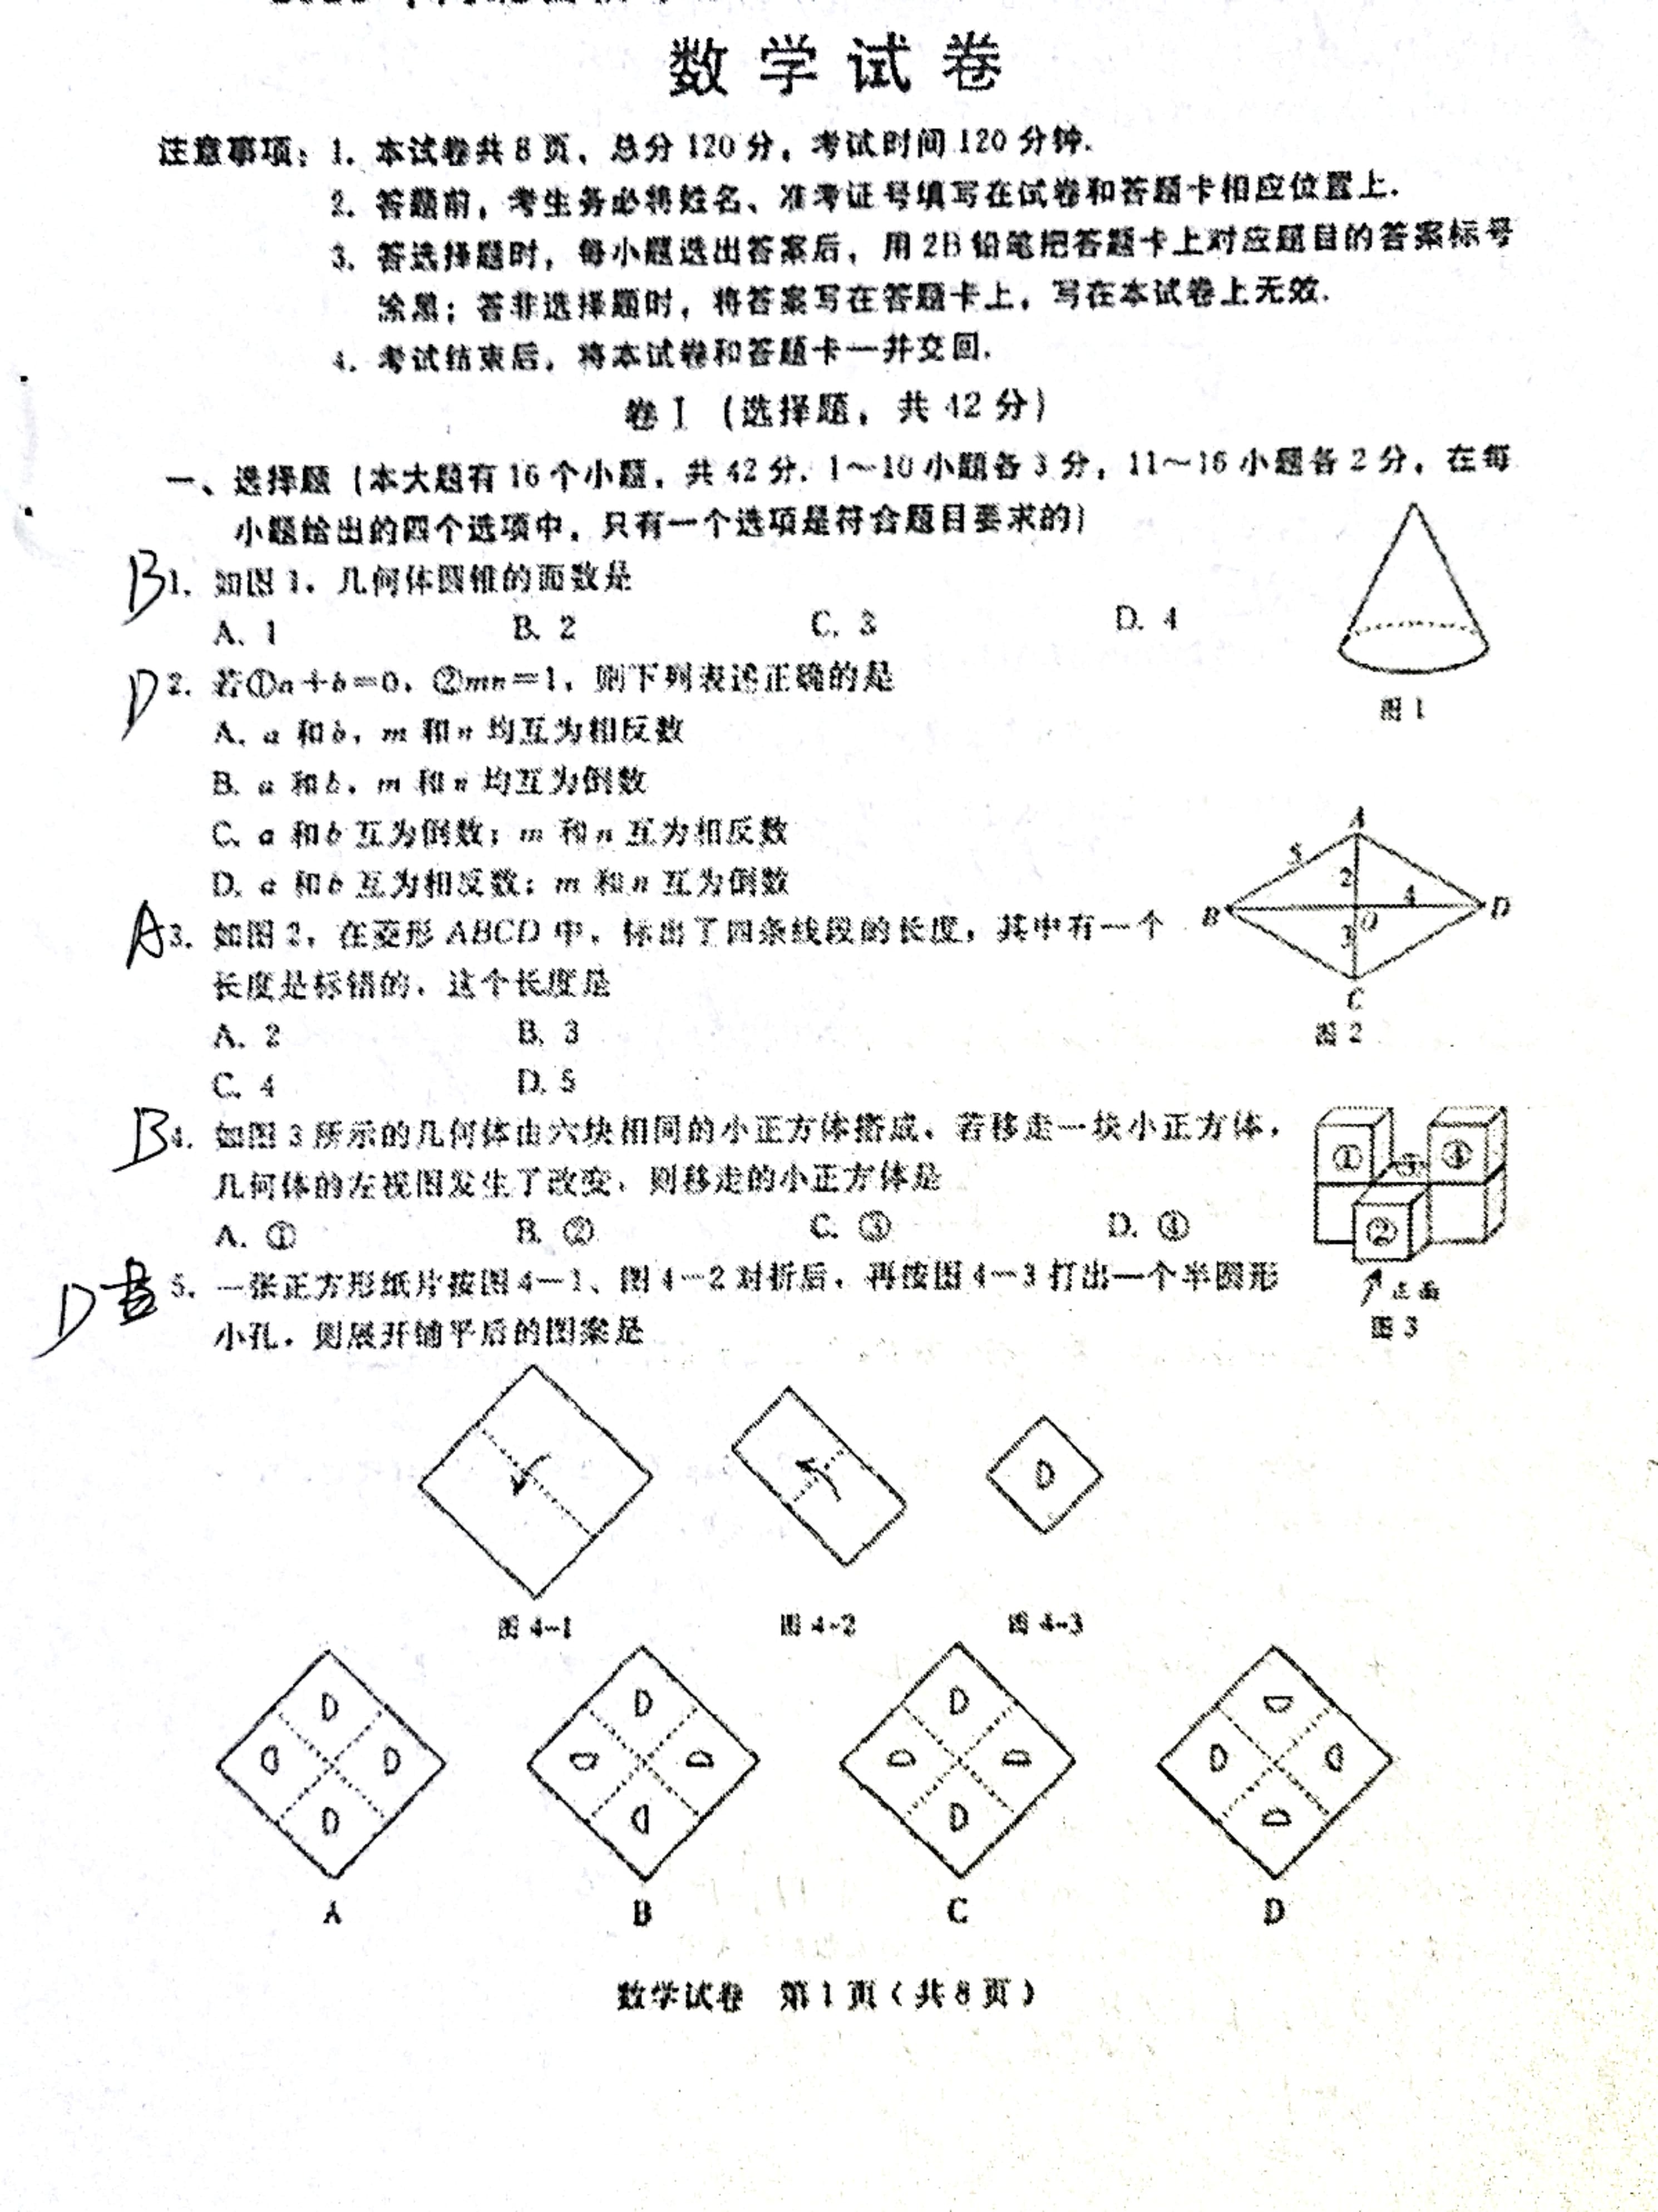 数学试卷
注意事项：1. 本试卷共8页，总分120分，考试时间120分钟.
2. 答题前，考生务必将姓名、准考证号填写在试卷和答题卡相应位置上.
3. 答选择题时，每小题选出答案后，用2B铅笔把答题卡上对应题目的答案标号
涂黑；答非选择题时，将答案写在答题卡上，写在本试卷上无效.
4. 考试结束后，将本试卷和答题卡一并交回.
卷Ⅰ（选择题，共42分）
一、选择题（本大题有16个小题，共42分. 1～10小题各3分，11～16小题各2分，在每
小题给出的四个选项中，只有一个选项是符合题目要求的）
B 1. 如图1，几何体圆锥的面数是
A. 1 B. 2 C. 3 D. 4
图1
D 2. 若①a＋b＝0，②mn＝1，则下列表述正确的是
A. a 和 b，m 和 n 均互为相反数
B. a 和 b，m 和 n 均互为倒数
C. a 和 b 互为倒数；m 和 n 互为相反数
D. a 和 b 互为相反数；m 和 n 互为倒数
A 3. 如图2，在菱形 ABCD 中，标出了四条线段的长度，其中有一个
长度是标错的，这个长度是
A. 2 B. 3
C. 4 D. 5
A
5 2 4
B O D
3
C
图2
B 4. 如图3所示的几何体由六块相同的小正方体搭成，若移走一块小正方体，
几何体的左视图发生了改变，则移走的小正方体是
A. ① B. ② C. ③ D. ④
① ③ ④
②
正面
图3
D 5. 一张正方形纸片按图4－1、图4－2对折后，再按图4－3打出一个半圆形
小孔，则展开铺平后的图案是
图4-1 图4-2 图4-3
A B C D
数学试卷 第1页（共8页）